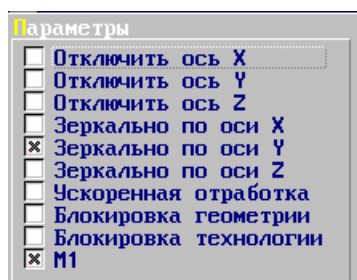 Параметры
Отключить ось X
Отключить ось Y
Отключить ось Z
Зеркально по оси X
Зеркально по оси Y
Зеркально по оси Z
Ускоренная отработка
Блокировка геометрии
Блокировка технологии
M1